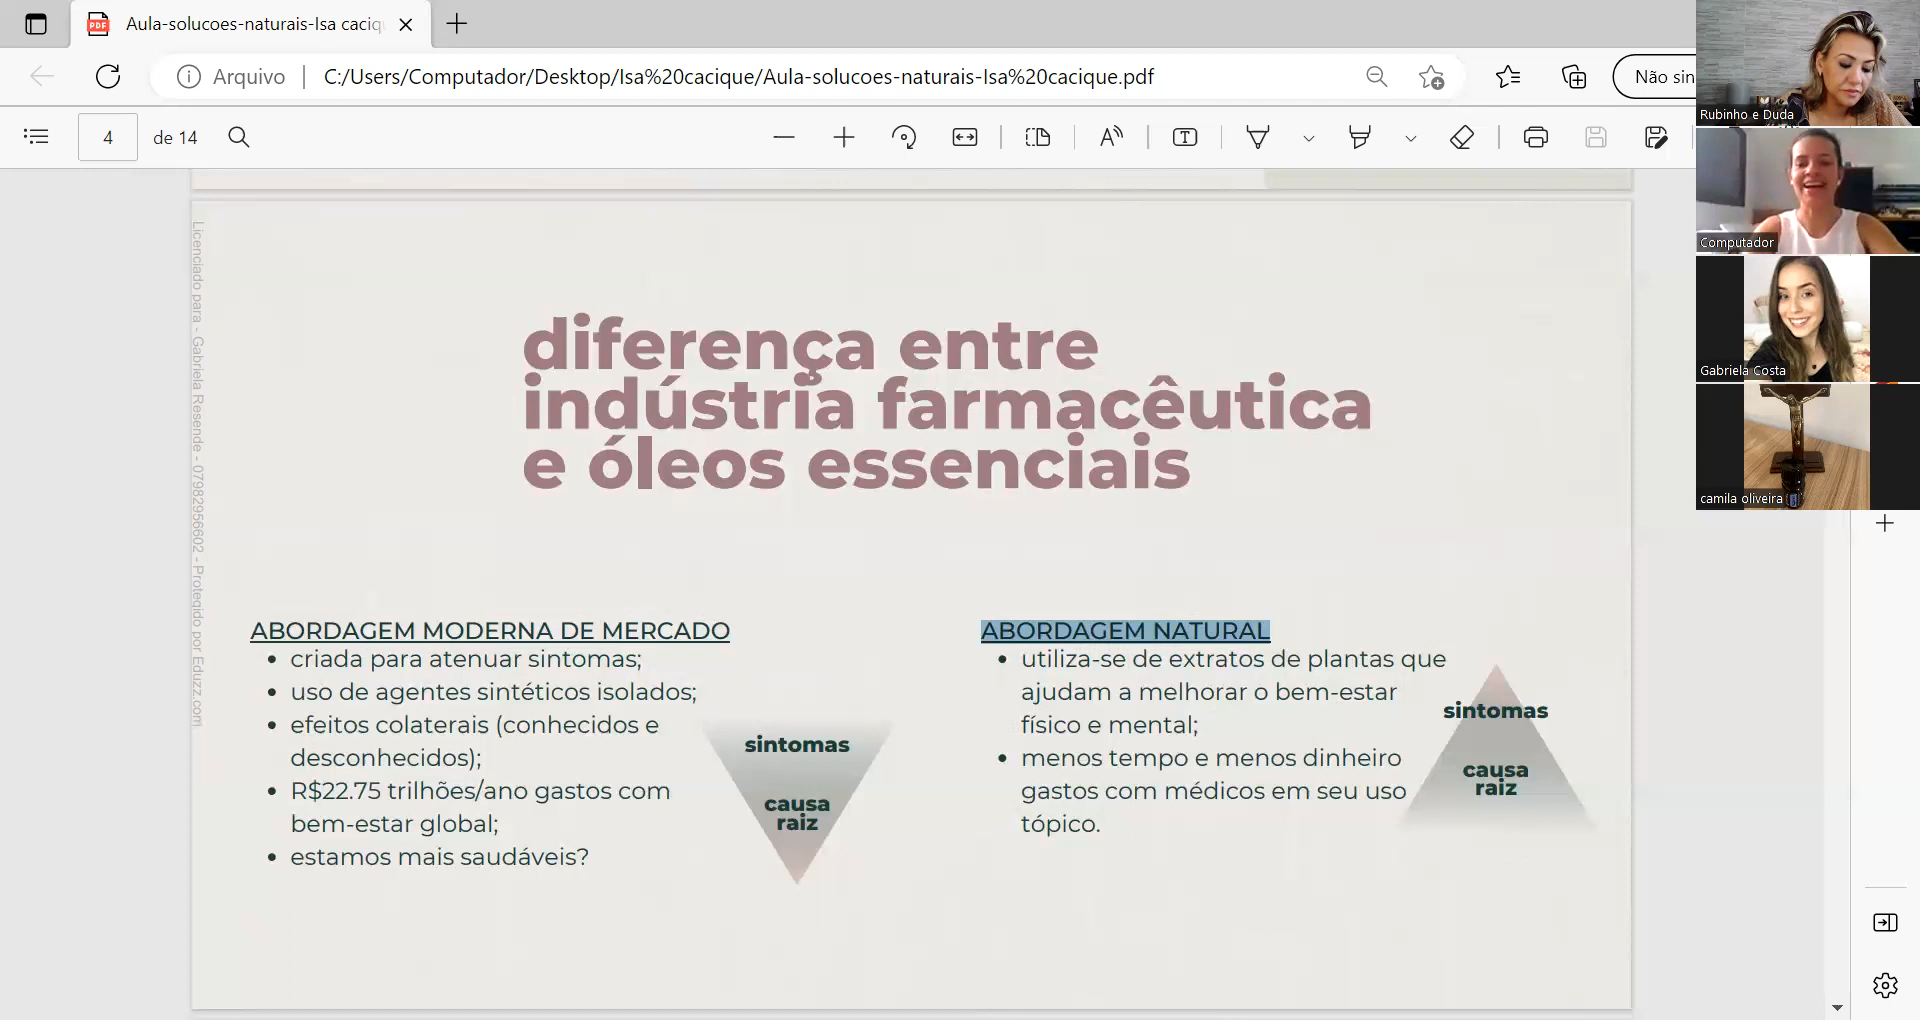 Aula-solucoes-naturais-Isa caciq
Arquivo
C:/Users/Computador/Desktop/Isa%20cacique/Aula-solucoes-naturais-Isa%20cacique.pdf
Não sin
4
de 14
Rubinho e Duda
Computador
Gabriela Costa
camila oliveira
Licenciado para - Gabriela Resende - 07982956602 - Protegido por Eduzz.com
diferença entre
indústria farmacêutica
e óleos essenciais
ABORDAGEM MODERNA DE MERCADO
criada para atenuar sintomas;
uso de agentes sintéticos isolados;
efeitos colaterais (conhecidos e
desconhecidos);
R$22.75 trilhões/ano gastos com
bem-estar global;
estamos mais saudáveis?
sintomas
causa
raiz
ABORDAGEM NATURAL
utiliza-se de extratos de plantas que
ajudam a melhorar o bem-estar
físico e mental;
menos tempo e menos dinheiro
gastos com médicos em seu uso
tópico.
sintomas
causa
raiz